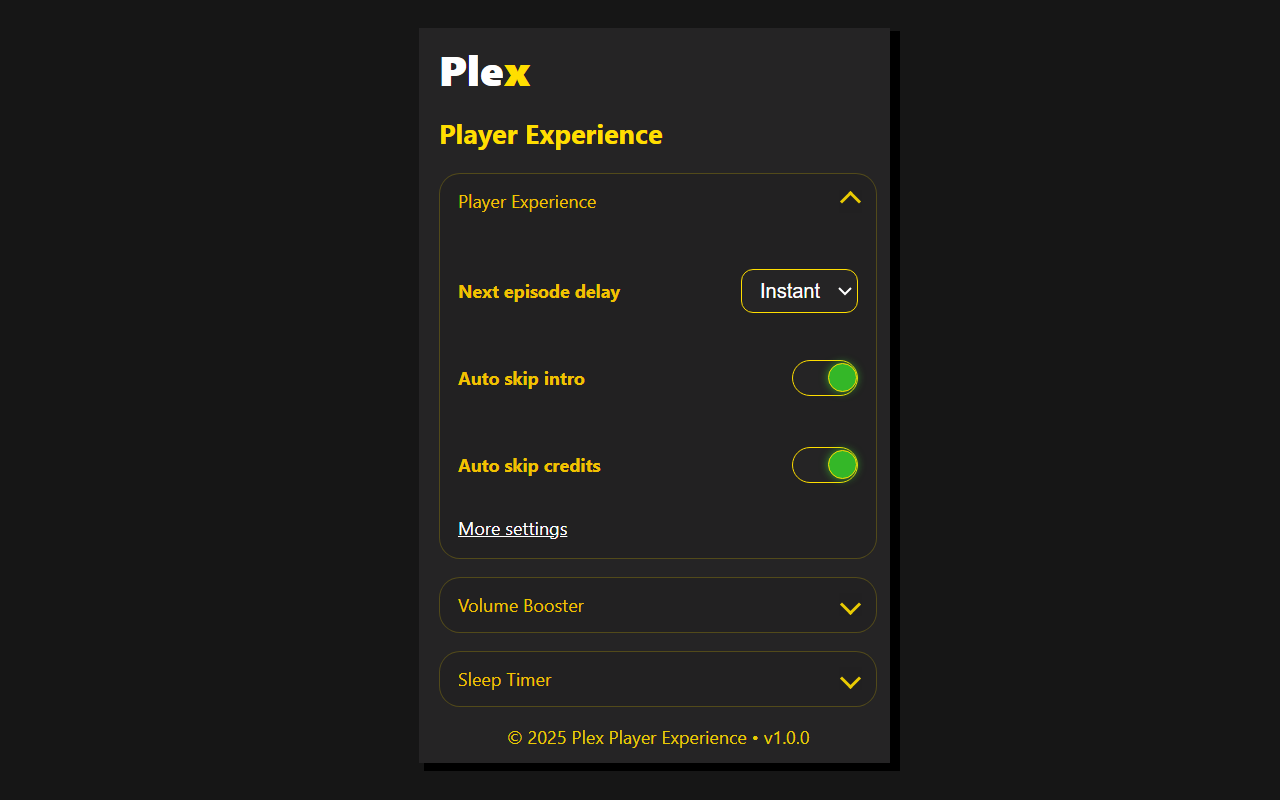 Plex
Player Experience
Player Experience
Next episode delay
Instant
Auto skip intro
Auto skip credits
More settings
Volume Booster
Sleep Timer
© 2025 Plex Player Experience • v1.0.0